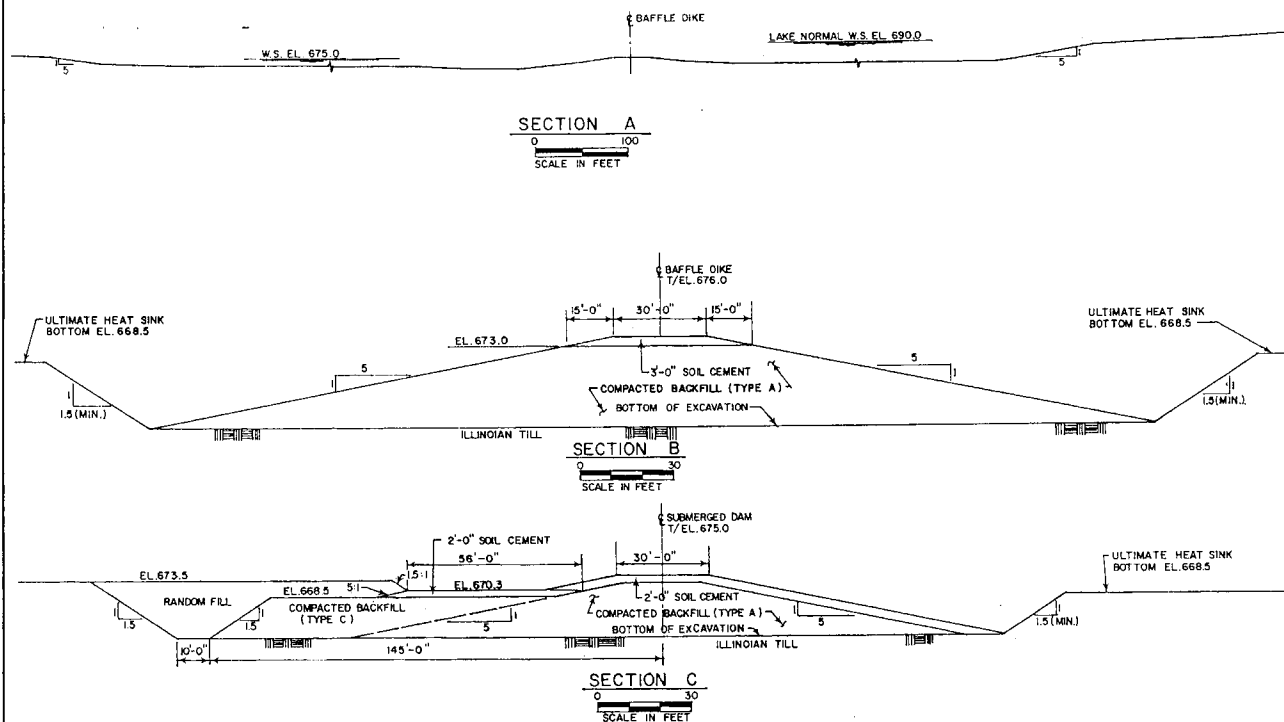 ℄ BAFFLE DIKE
W.S. EL. 675.0
LAKE NORMAL W.S. EL. 690.0
1
5
1
5
SECTION A
0 100
SCALE IN FEET
℄ BAFFLE DIKE
T/EL. 676.0
15'-0" 30'-0" 15'-0"
ULTIMATE HEAT SINK
BOTTOM EL. 668.5
ULTIMATE HEAT SINK
BOTTOM EL. 668.5
EL. 673.0
3'-0" SOIL CEMENT
5
1
5
1
COMPACTED BACKFILL (TYPE A)
1
1.5 (MIN.)
1
1.5 (MIN.)
BOTTOM OF EXCAVATION
ILLINOIAN TILL
SECTION B
0 30
SCALE IN FEET
℄ SUBMERGED DAM
T/EL. 675.0
2'-0" SOIL CEMENT
56'-0"
30'-0"
ULTIMATE HEAT SINK
BOTTOM EL. 668.5
EL. 673.5
1.5:1
5:1
EL. 668.5
EL. 670.3
RANDOM FILL
2'-0" SOIL CEMENT
COMPACTED BACKFILL
(TYPE C)
COMPACTED BACKFILL (TYPE A)
1
1.5
1
1.5
5
1
5
1
1
1.5 (MIN.)
BOTTOM OF EXCAVATION
ILLINOIAN TILL
10'-0" 145'-0"
SECTION C
0 30
SCALE IN FEET